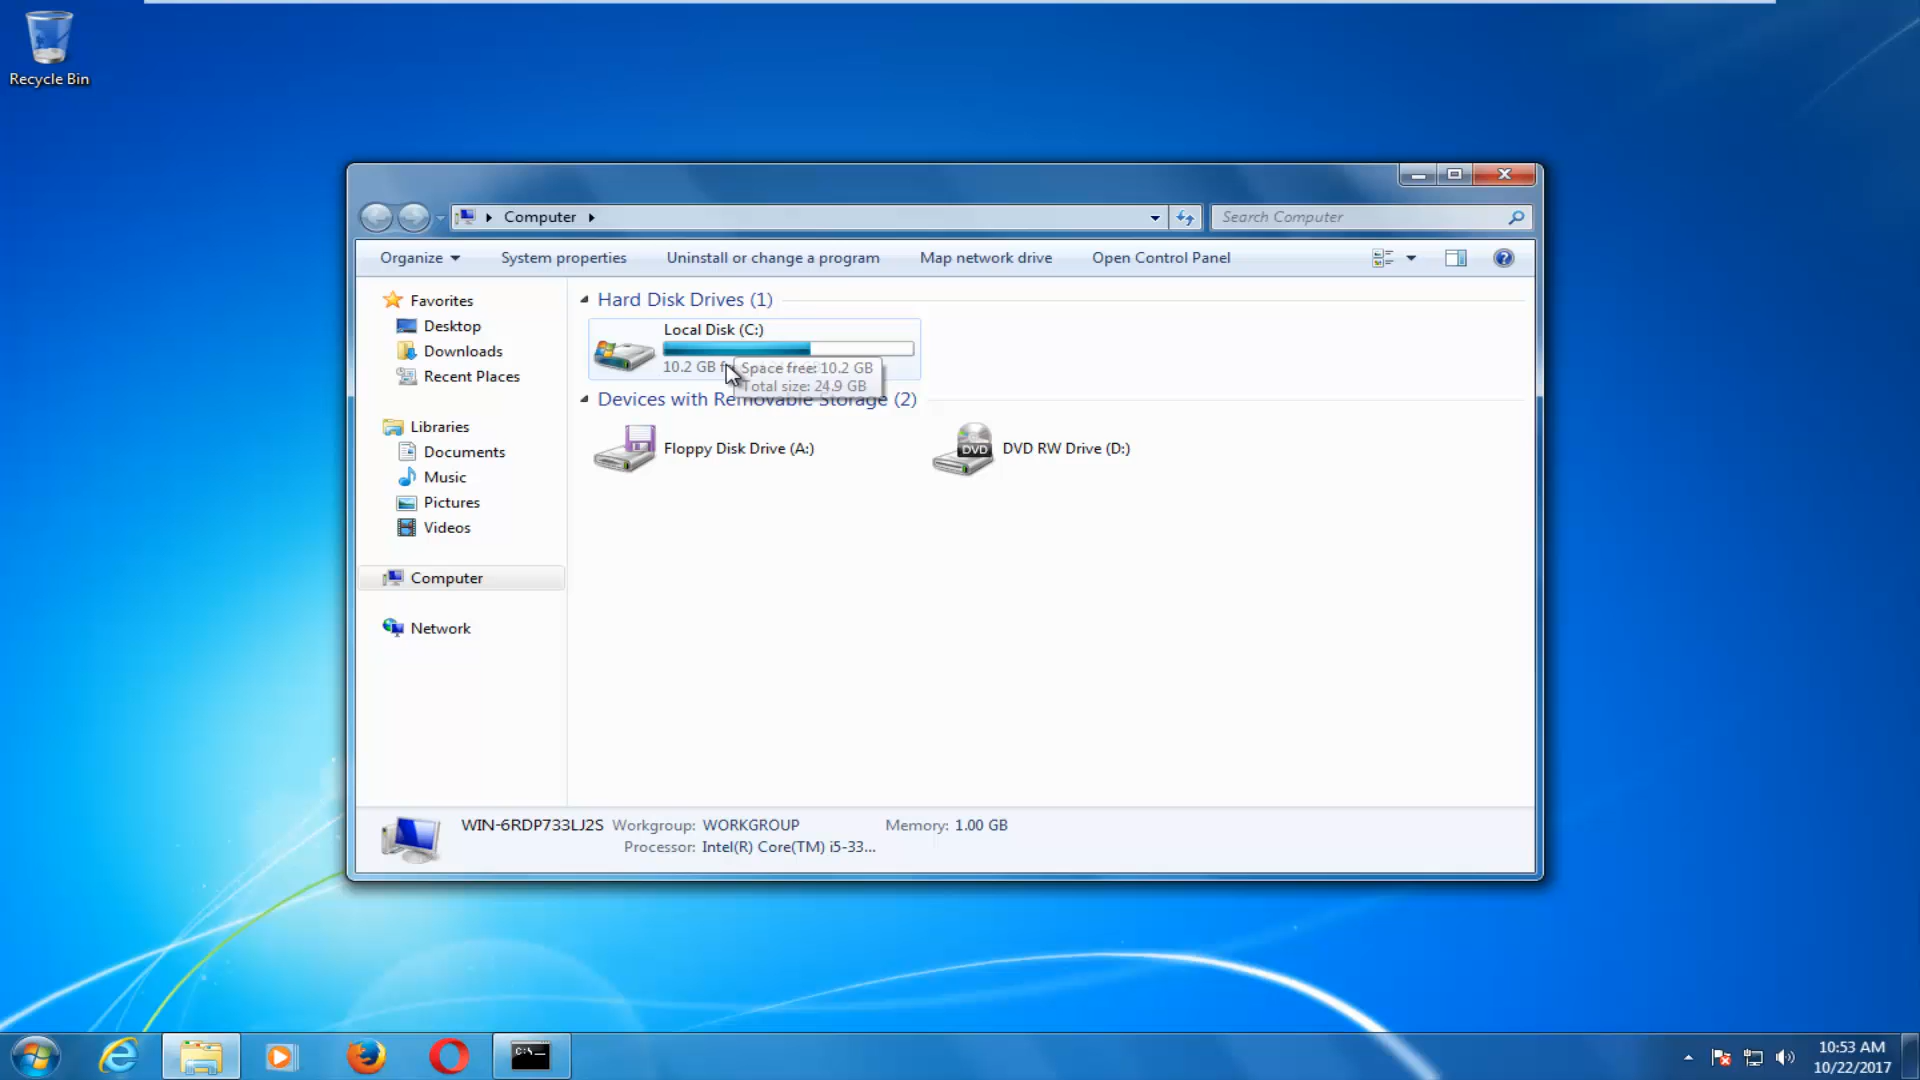 Recycle Bin
Computer
Search Computer
Organize
System properties
Uninstall or change a program
Map network drive
Open Control Panel
Favorites
Desktop
Downloads
Recent Places
Libraries
Documents
Music
Pictures
Videos
Computer
Network
Hard Disk Drives (1)
Local Disk (C:)
10.2 GB f
Space free: 10.2 GB
Total size: 24.9 GB
Devices with Removable Storage (2)
Floppy Disk Drive (A:)
DVD
DVD RW Drive (D:)
WIN-6RDP733LJ2S Workgroup: WORKGROUP Memory: 1.00 GB
Processor: Intel(R) Core(TM) i5-33...
C:\
10:53 AM
10/22/2017